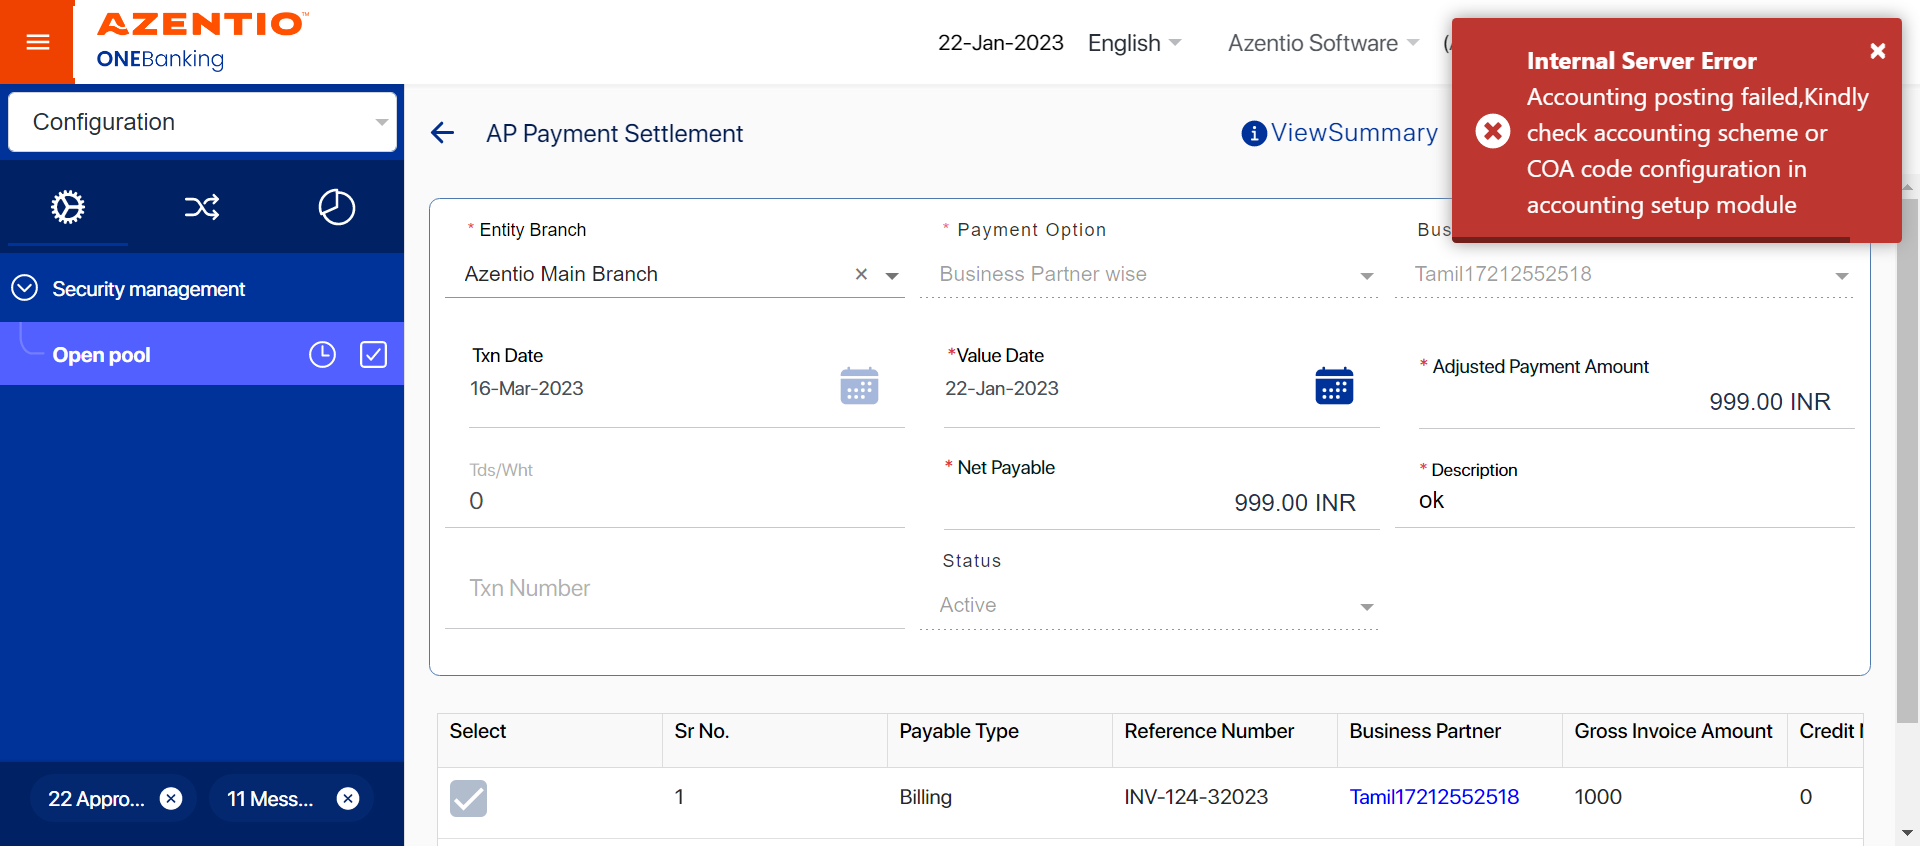 AZENTIO™
ONEBanking
22-Jan-2023
English
Azentio Software
Internal Server Error
Accounting posting failed,Kindly
check accounting scheme or
COA code configuration in
accounting setup module
Configuration
Security management
Open pool
22 Appro...
11 Mess...
AP Payment Settlement
ViewSummary
* Entity Branch
Azentio Main Branch
* Payment Option
Business Partner wise
Bus
Tamil17212552518
Txn Date
16-Mar-2023
*Value Date
22-Jan-2023
* Adjusted Payment Amount
999.00 INR
Tds/Wht
0
* Net Payable
999.00 INR
* Description
ok
Txn Number
Status
Active
Select Sr No. Payable Type Reference Number Business Partner Gross Invoice Amount Credit
1 Billing INV-124-32023 Tamil17212552518 1000 0